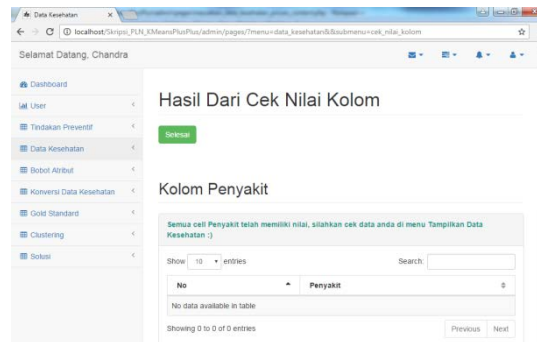 Data Kesehatan
localhost/Skripsi_PLN_KMeansPlusPlus/admin/pages/?menu=data_kesehatan&&submenu=cek_nilai_kolom
Selamat Datang, Chandra
Dashboard
User
Tindakan Preventif
Data Kesehatan
Bobot Atribut
Konversi Data Kesehatan
Gold Standard
Clustering
Solusi
Hasil Dari Cek Nilai Kolom
Selesai
Kolom Penyakit
Semua cell Penyakit telah memiliki nilai, silahkan cek data anda di menu Tampilkan Data
Kesehatan :)
Show 10 entries Search:
No Penyakit
No data available in table
Showing 0 to 0 of 0 entries Previous Next